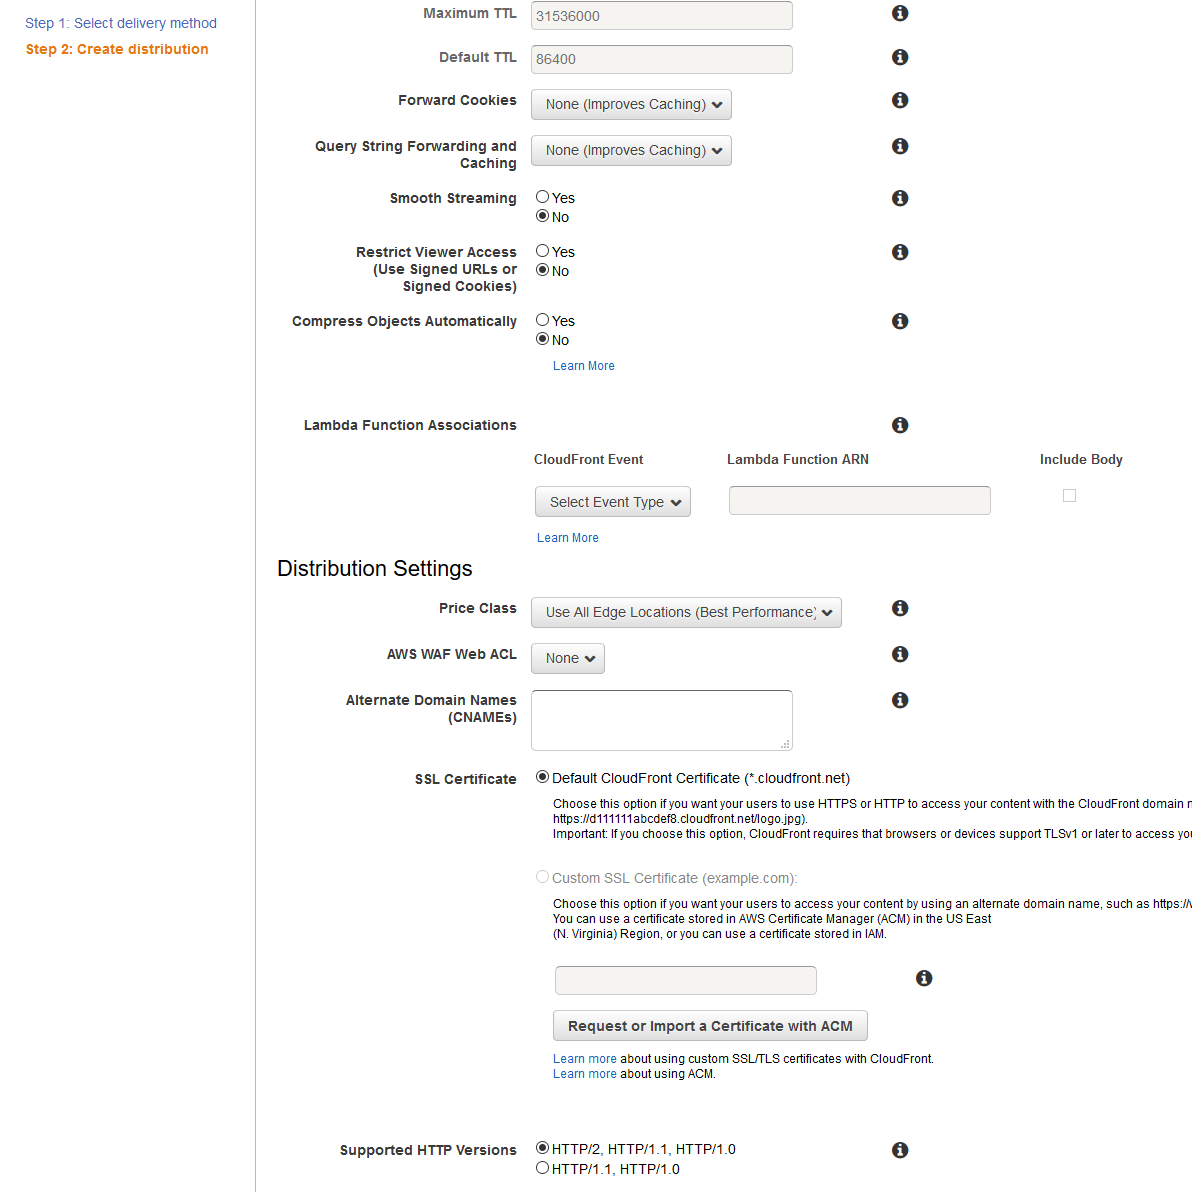 Step 1: Select delivery method
Step 2: Create distribution
Maximum TTL
31536000
Default TTL
86400
Forward Cookies
None (Improves Caching)
Query String Forwarding and
Caching
None (Improves Caching)
Smooth Streaming
Yes
No
Restrict Viewer Access
(Use Signed URLs or
Signed Cookies)
Yes
No
Compress Objects Automatically
Yes
No
Learn More
Lambda Function Associations
CloudFront Event
Lambda Function ARN
Include Body
Select Event Type
Learn More
Distribution Settings
Price Class
Use All Edge Locations (Best Performance)
AWS WAF Web ACL
None
Alternate Domain Names
(CNAMEs)
SSL Certificate
Default CloudFront Certificate (*.cloudfront.net)
Choose this option if you want your users to use HTTPS or HTTP to access your content with the CloudFront domain
https://d111111abcdef8.cloudfront.net/logo.jpg).
Important: If you choose this option, CloudFront requires that browsers or devices support TLSv1 or later to access
Custom SSL Certificate (example.com):
Choose this option if you want your users to access your content by using an alternate domain name, such as
You can use a certificate stored in AWS Certificate Manager (ACM) in the US East
(N. Virginia) Region, or you can use a certificate stored in IAM.
Request or Import a Certificate with ACM
Learn more about using custom SSL/TLS certificates with CloudFront.
Learn more about using ACM.
Supported HTTP Versions
HTTP/2, HTTP/1.1, HTTP/1.0
HTTP/1.1, HTTP/1.0